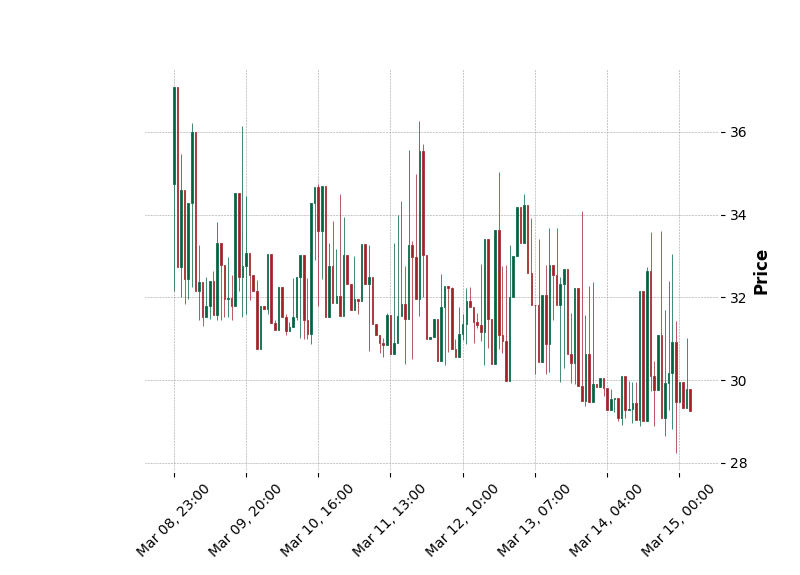 36
34
32
30
28
Price
Mar 08, 23:00
Mar 09, 20:00
Mar 10, 16:00
Mar 11, 13:00
Mar 12, 10:00
Mar 13, 07:00
Mar 14, 04:00
Mar 15, 00:00